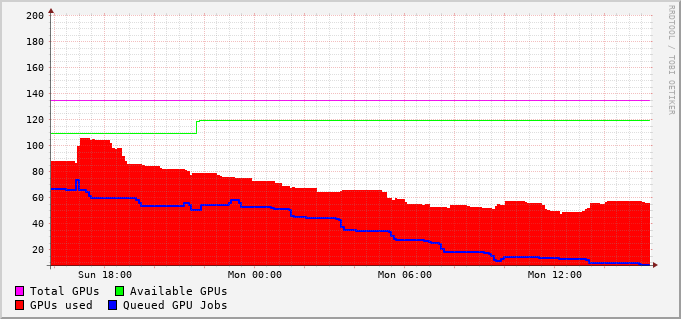 200
180
160
140
120
100
80
60
40
20
Sun 18:00 Mon 00:00 Mon 06:00 Mon 12:00
Total GPUs Available GPUs
GPUs used Queued GPU Jobs
RRDTOOL / TOBI OETIKER